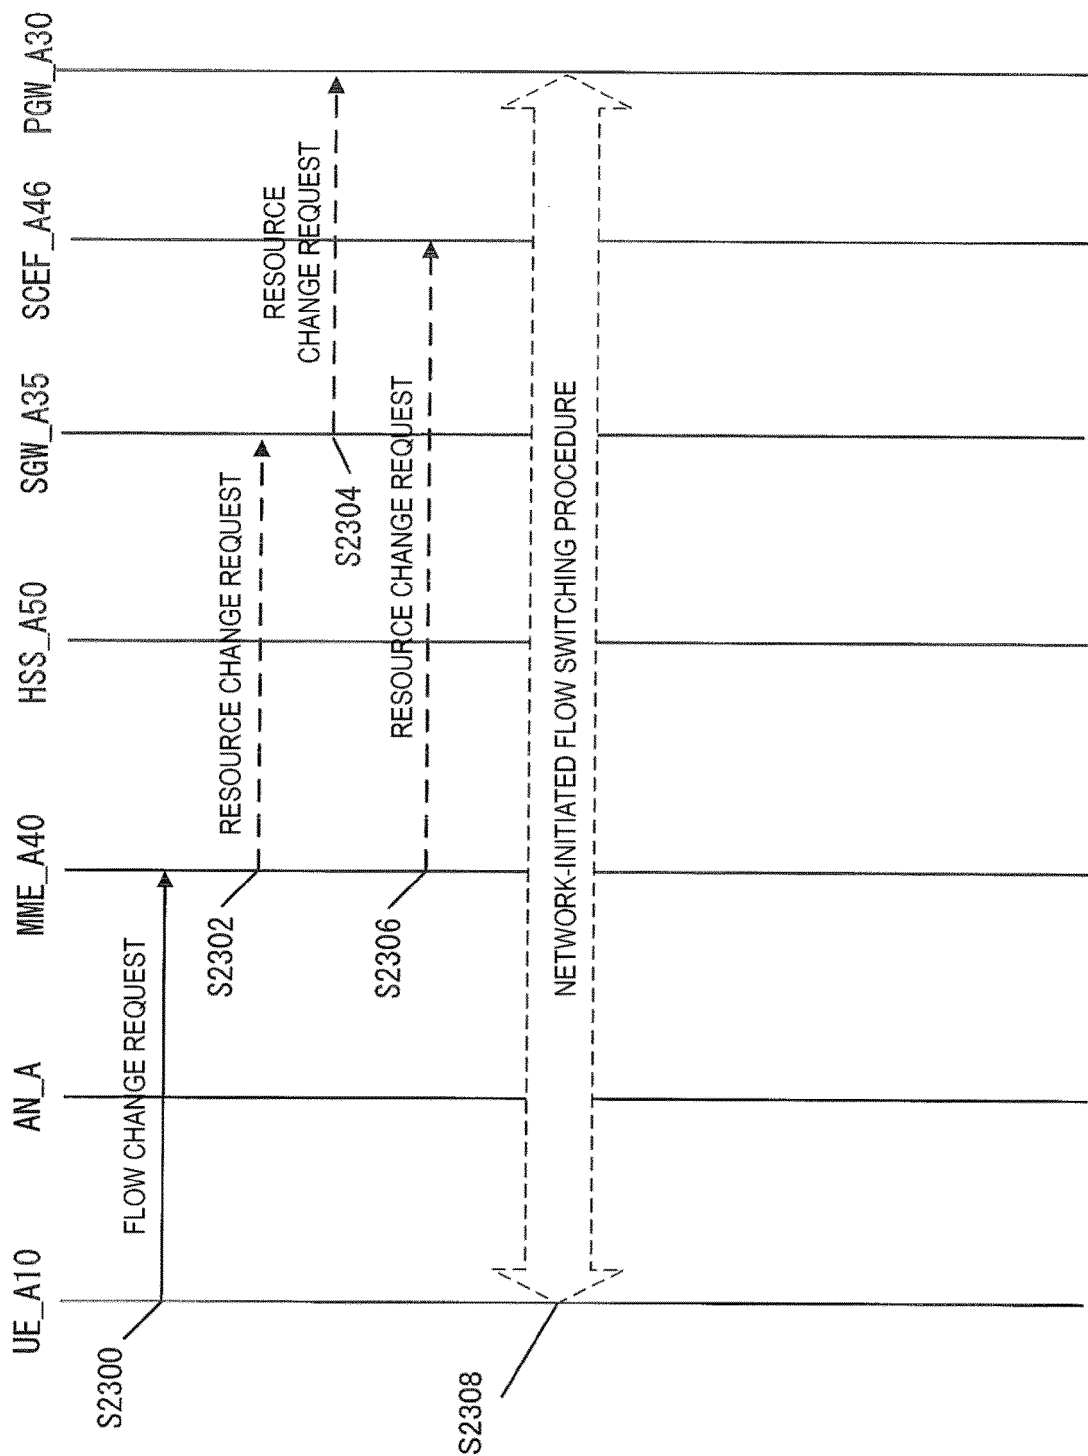 UE_A10
AN_A
MME_A40
HSS_A50
SGW_A35
SCEF_A46
PGW_A30
S2300
FLOW CHANGE REQUEST
S2302
RESOURCE CHANGE REQUEST
S2304
RESOURCE
CHANGE REQUEST
S2306
RESOURCE CHANGE REQUEST
S2308
NETWORK-INITIATED FLOW SWITCHING PROCEDURE